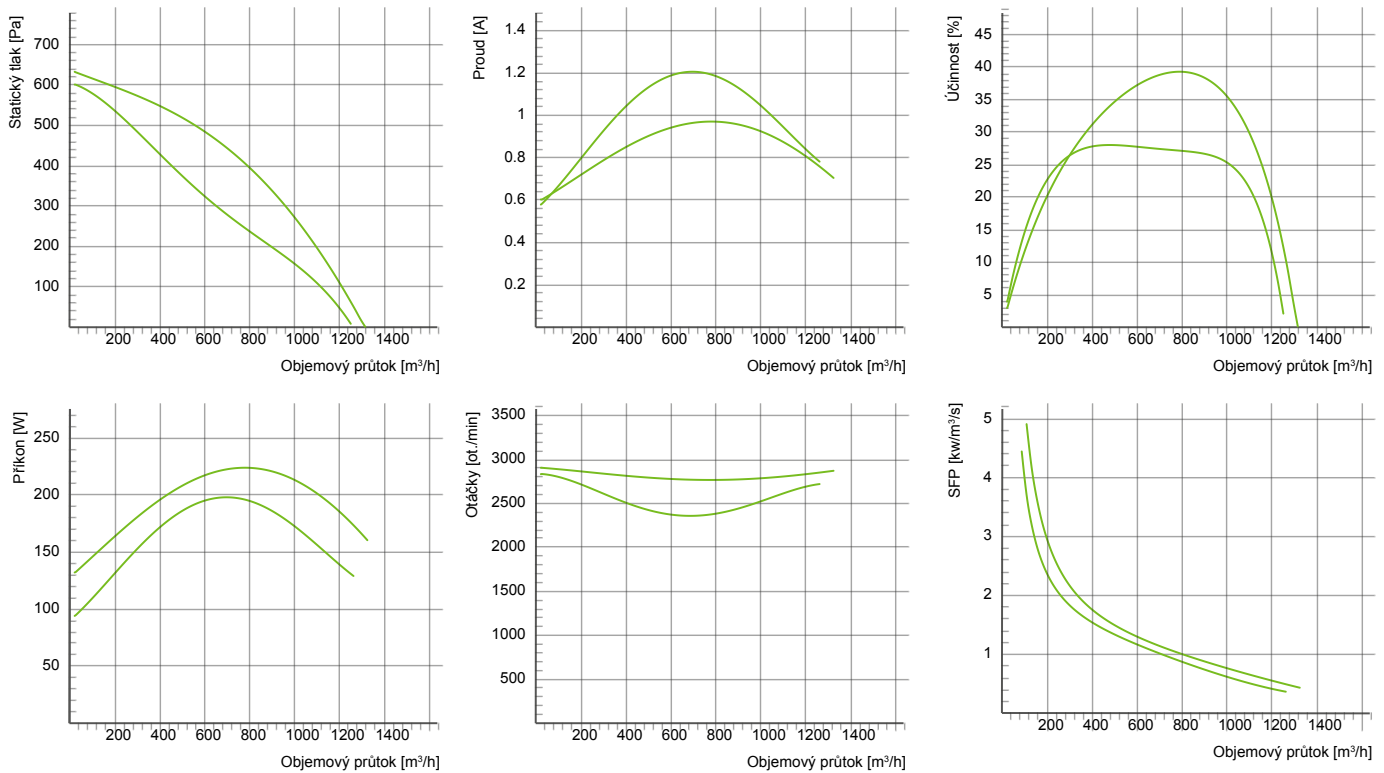 Statický tlak [Pa]
700
600
500
400
300
200
100
200 400 600 800 1000 1200 1400
Objemový průtok [m³/h]
Proud [A]
1.4
1.2
1
0.8
0.6
0.4
0.2
200 400 600 800 1000 1200 1400
Objemový průtok [m³/h]
Účinnost [%]
45
40
35
30
25
20
15
10
5
200 400 600 800 1000 1200 1400
Objemový průtok [m³/h]
Příkon [W]
250
200
150
100
50
200 400 600 800 1000 1200 1400
Objemový průtok [m³/h]
Otáčky [ot./min]
3500
3000
2500
2000
1500
1000
500
200 400 600 800 1000 1200 1400
Objemový průtok [m³/h]
SFP [kw/m³/s]
5
4
3
2
1
200 400 600 800 1000 1200 1400
Objemový průtok [m³/h]